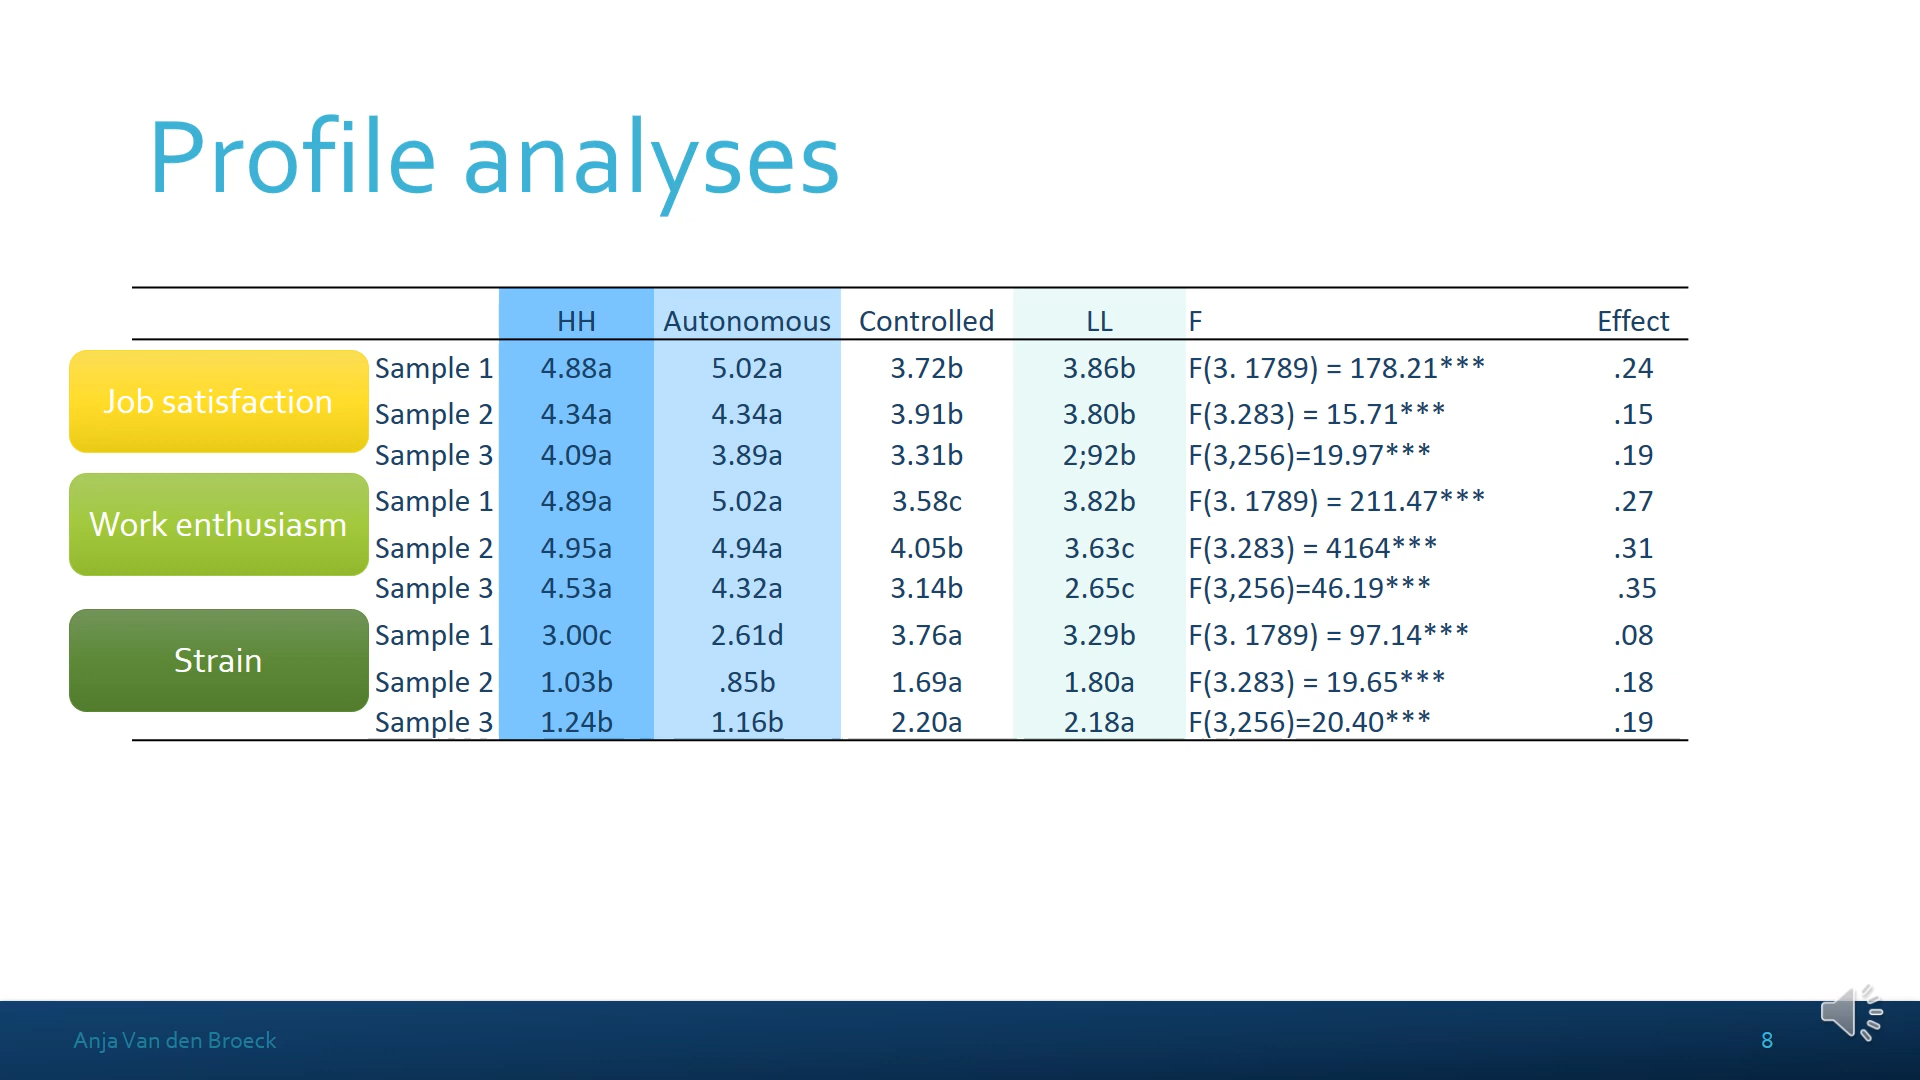 Profile analyses
HH Autonomous Controlled LL F Effect
Job satisfaction
Sample 1 4.88a 5.02a 3.72b 3.86b F(3. 1789) = 178.21*** .24
Sample 2 4.34a 4.34a 3.91b 3.80b F(3.283) = 15.71*** .15
Sample 3 4.09a 3.89a 3.31b 2;92b F(3,256)=19.97*** .19
Work enthusiasm
Sample 1 4.89a 5.02a 3.58c 3.82b F(3. 1789) = 211.47*** .27
Sample 2 4.95a 4.94a 4.05b 3.63c F(3.283) = 4164*** .31
Sample 3 4.53a 4.32a 3.14b 2.65c F(3,256)=46.19*** .35
Strain
Sample 1 3.00c 2.61d 3.76a 3.29b F(3. 1789) = 97.14*** .08
Sample 2 1.03b .85b 1.69a 1.80a F(3.283) = 19.65*** .18
Sample 3 1.24b 1.16b 2.20a 2.18a F(3,256)=20.40*** .19
Anja Van den Broeck
8